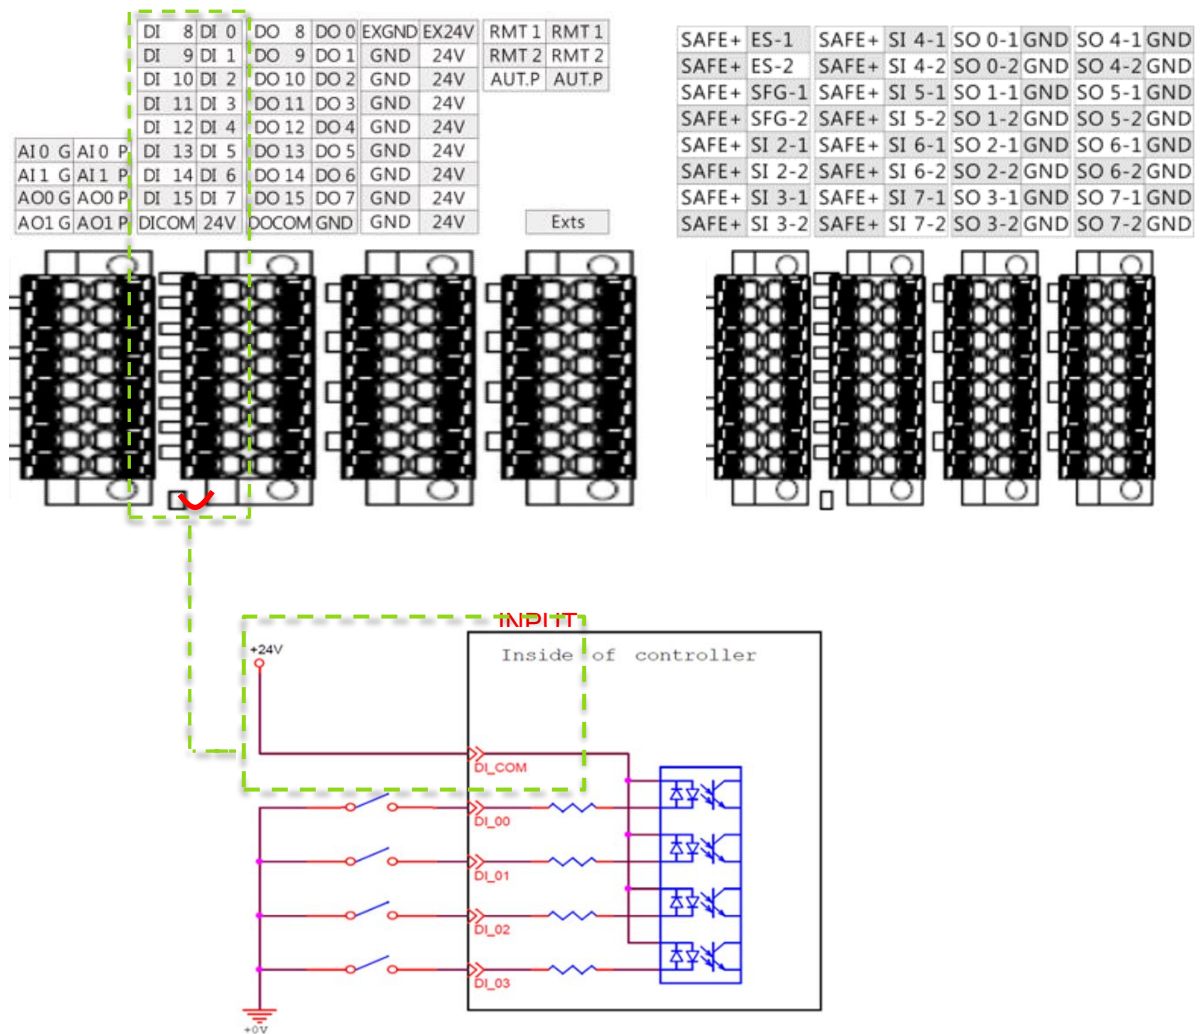 DI 8 DI 0 DO 8 DO 0 EXGND EX24V RMT 1 RMT 1
DI 9 DI 1 DO 9 DO 1 GND 24V RMT 2 RMT 2
DI 10 DI 2 DO 10 DO 2 GND 24V AUT.P AUT.P
DI 11 DI 3 DO 11 DO 3 GND 24V
DI 12 DI 4 DO 12 DO 4 GND 24V
AI0 G AI0 P DI 13 DI 5 DO 13 DO 5 GND 24V
AI1 G AI1 P DI 14 DI 6 DO 14 DO 6 GND 24V
AO0 G AO0 P DI 15 DI 7 DO 15 DO 7 GND 24V
AO1 G AO1 P DICOM 24V DOCOM GND GND 24V Exts
SAFE+ ES-1 SAFE+ SI 4-1 SO 0-1 GND SO 4-1 GND
SAFE+ ES-2 SAFE+ SI 4-2 SO 0-2 GND SO 4-2 GND
SAFE+ SFG-1 SAFE+ SI 5-1 SO 1-1 GND SO 5-1 GND
SAFE+ SFG-2 SAFE+ SI 5-2 SO 1-2 GND SO 5-2 GND
SAFE+ SI 2-1 SAFE+ SI 6-1 SO 2-1 GND SO 6-1 GND
SAFE+ SI 2-2 SAFE+ SI 6-2 SO 2-2 GND SO 6-2 GND
SAFE+ SI 3-1 SAFE+ SI 7-1 SO 3-1 GND SO 7-1 GND
SAFE+ SI 3-2 SAFE+ SI 7-2 SO 3-2 GND SO 7-2 GND
INPUT
Inside of controller
+24V
DI_COM
DI_00
DI_01
DI_02
DI_03
+0V